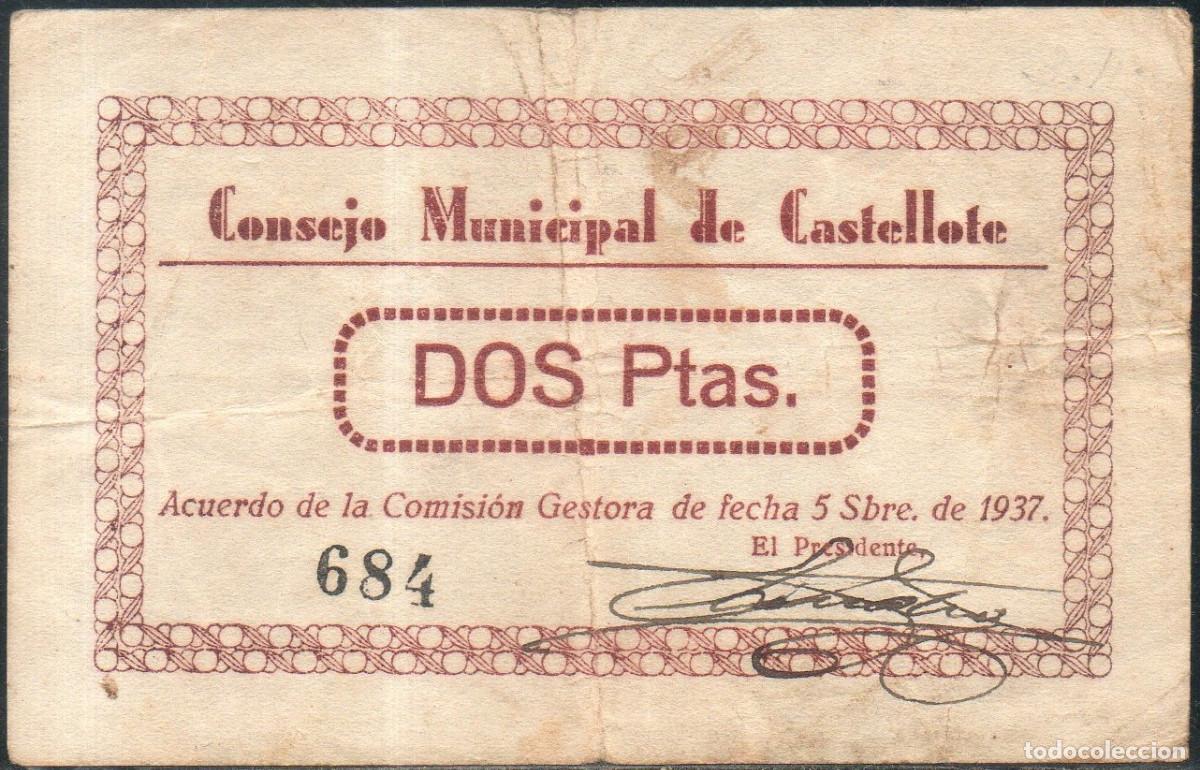 Consejo Municipal de Castellote
DOS Ptas.
Acuerdo de la Comisión Gestora de fecha 5 Sbre. de 1937.
El Presidente,
684
todocoleccion